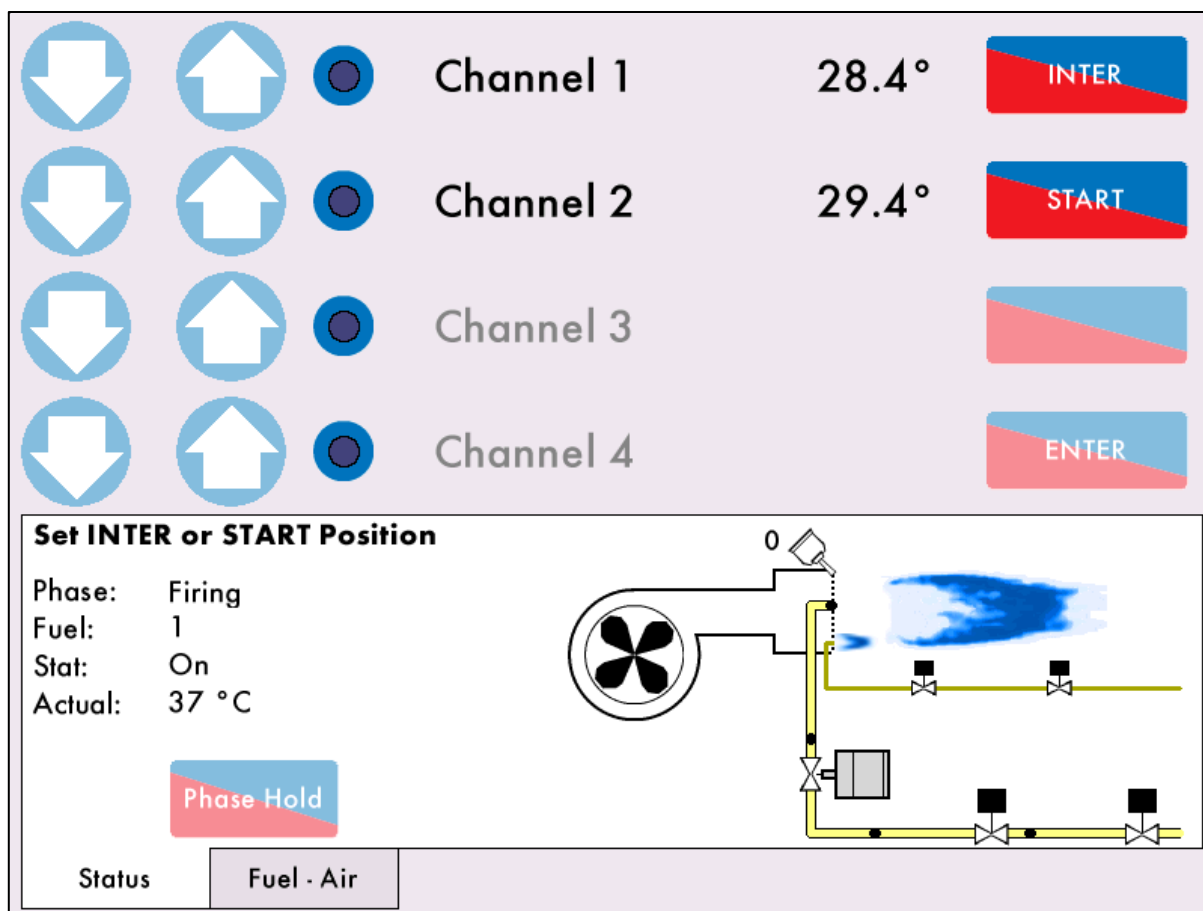 Channel 1 28.4° INTER
Channel 2 29.4° START
Channel 3
Channel 4 ENTER
Set INTER or START Position
0
Phase: Firing
Fuel: 1
Stat: On
Actual: 37 °C
Phase Hold
Status Fuel - Air